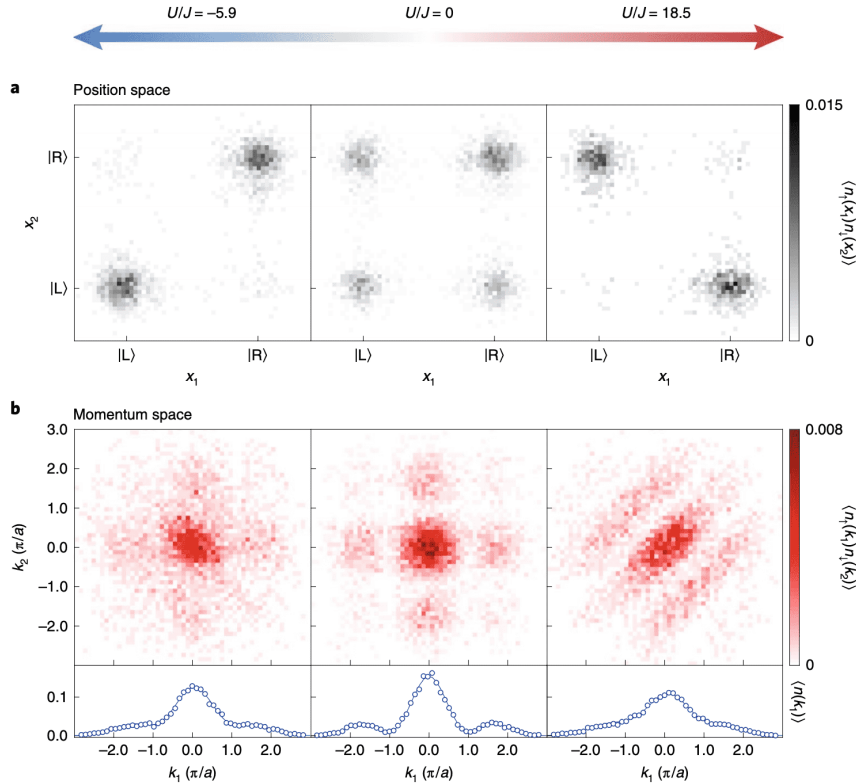 U/J = –5.9
U/J = 0
U/J = 18.5
a
Position space
0.015
|R⟩
x₂
|L⟩
⟨n↓(x₁)n↑(x₂)⟩
0
|L⟩ |R⟩ |L⟩ |R⟩ |L⟩ |R⟩
x₁ x₁ x₁
b
Momentum space
3.0
0.008
2.0
1.0
k₂ (π/a)
0.0
⟨n↓(k₁)n↑(k₂)⟩
–1.0
–2.0
0
0.1
⟨n(k₁)⟩
0.0
–2.0 –1.0 0.0 1.0 2.0 –2.0 –1.0 0.0 1.0 2.0 –2.0 –1.0 0.0 1.0 2.0
k₁ (π/a) k₁ (π/a) k₁ (π/a)